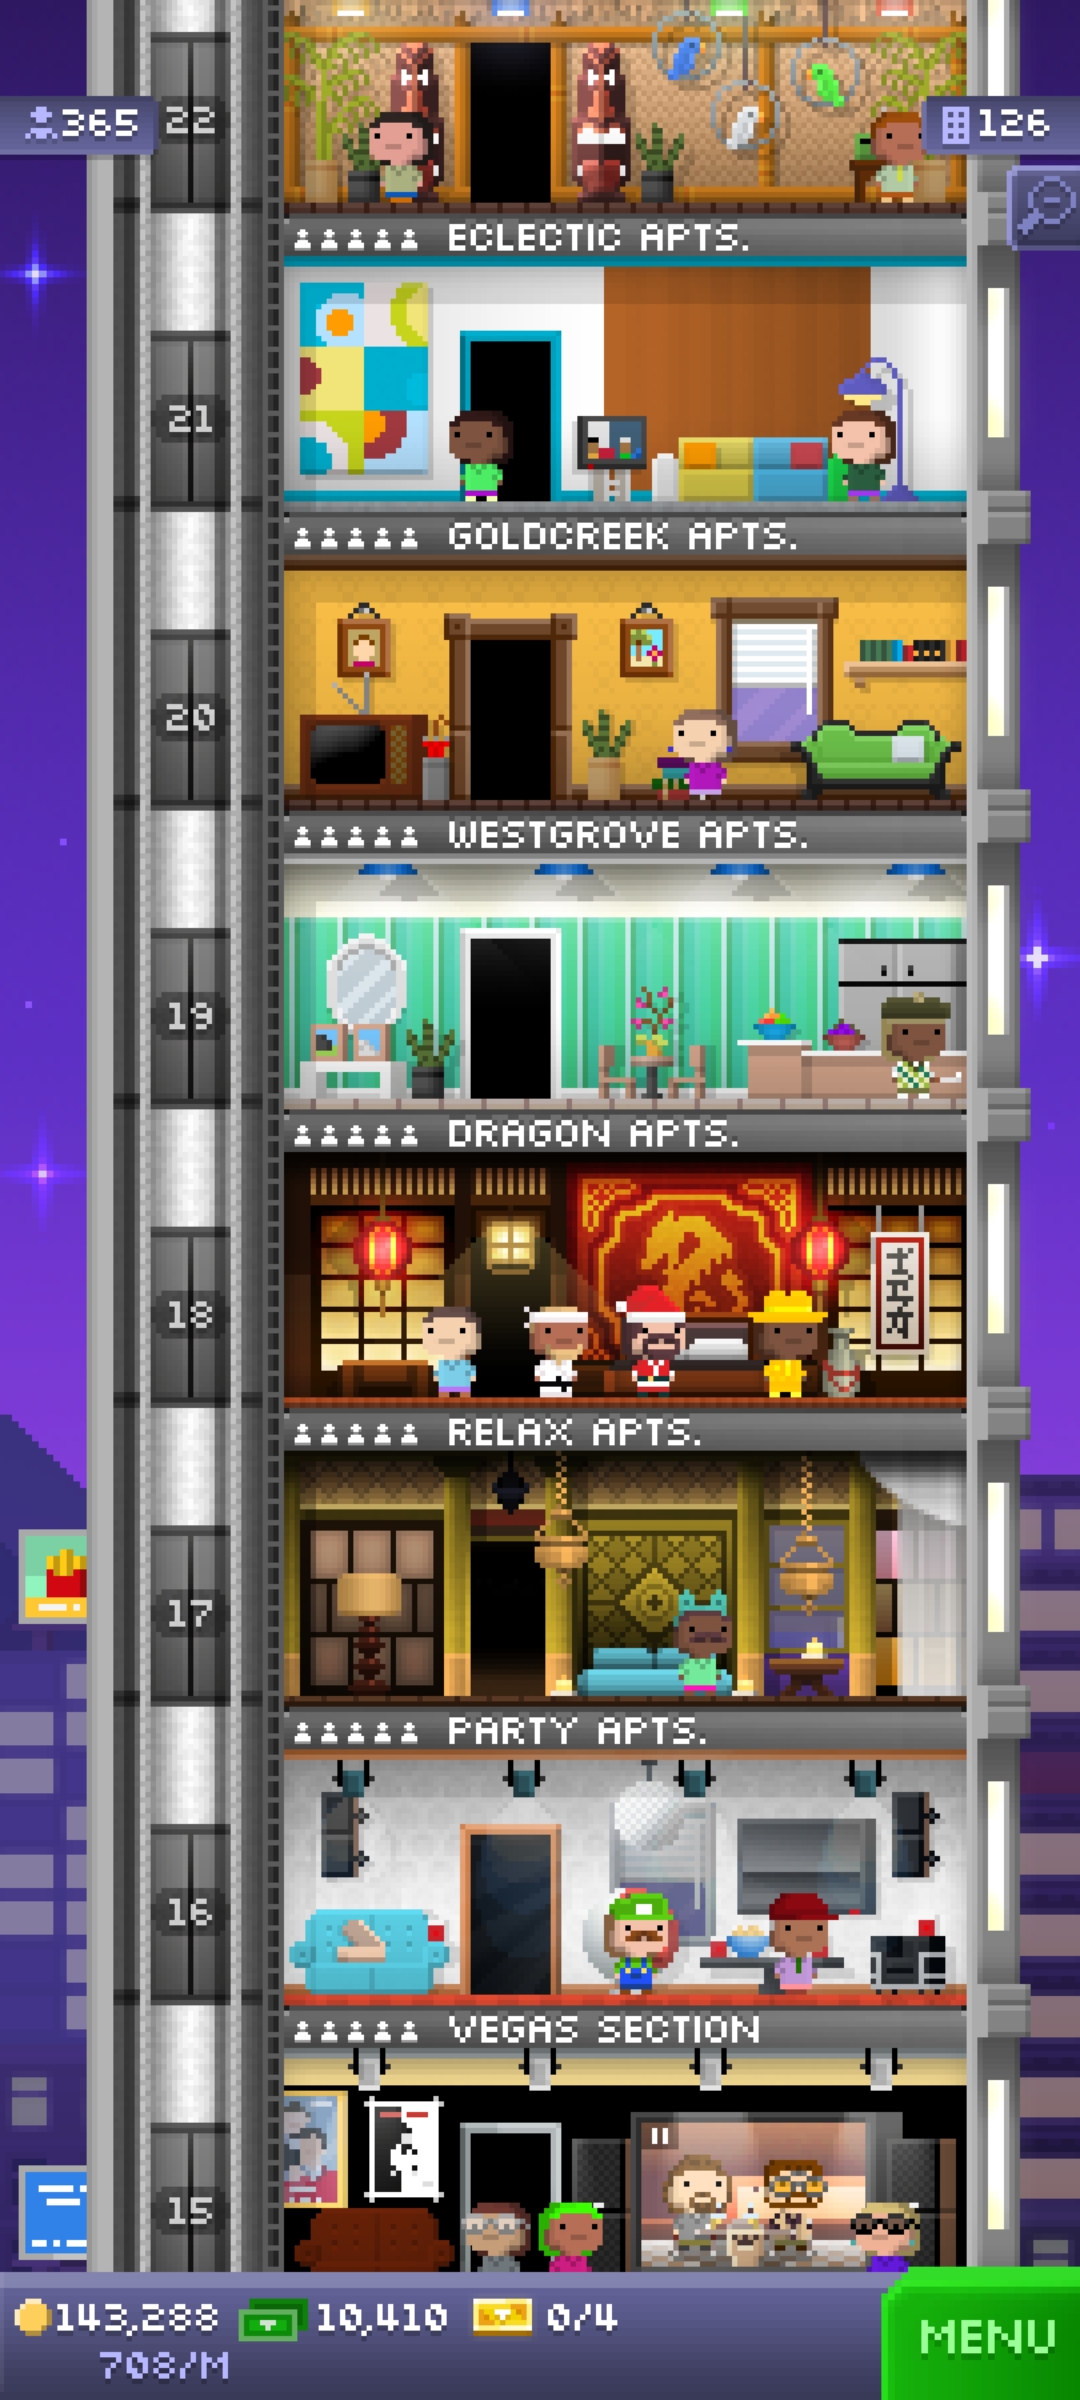 365
22
126
ECLECTIC APTS.
21
GOLDCREEK APTS.
20
WESTGROVE APTS.
19
DRAGON APTS.
18
RELAX APTS.
17
PARTY APTS.
16
VEGAS SECTION
15
143,288 10,410 0/4
708/M
MENU